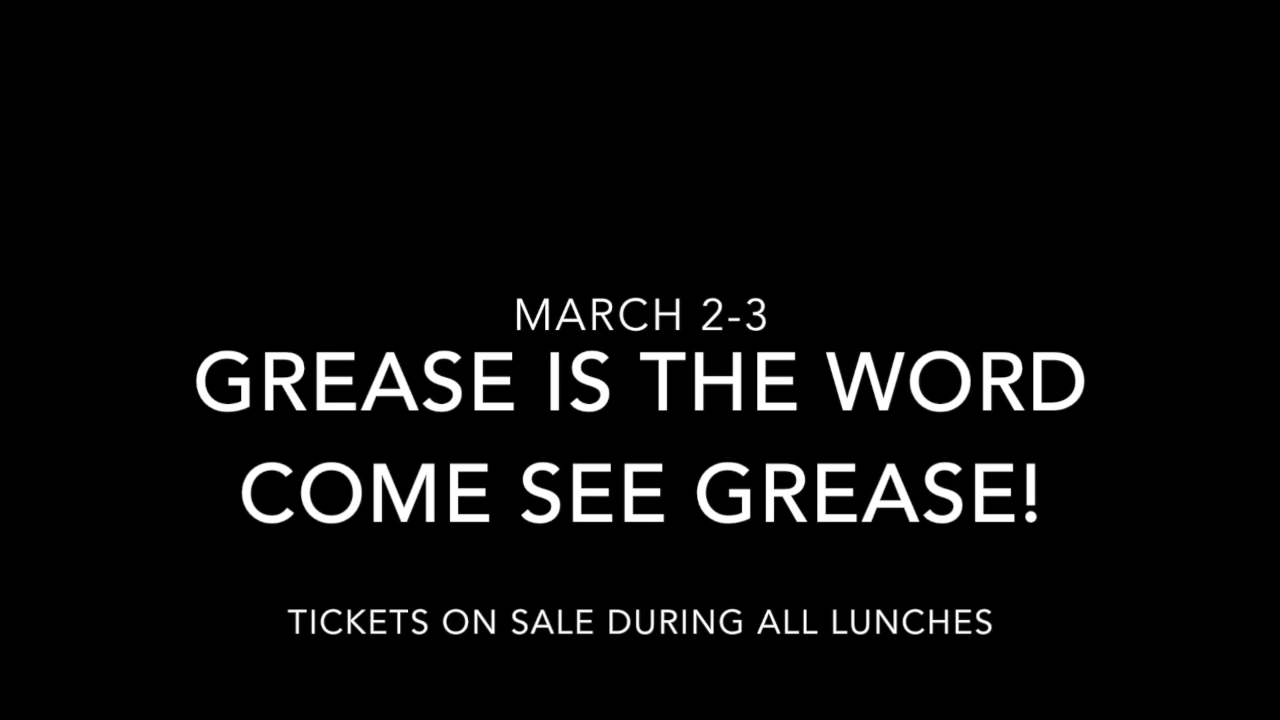 MARCH 2-3
GREASE IS THE WORD
COME SEE GREASE!
TICKETS ON SALE DURING ALL LUNCHES